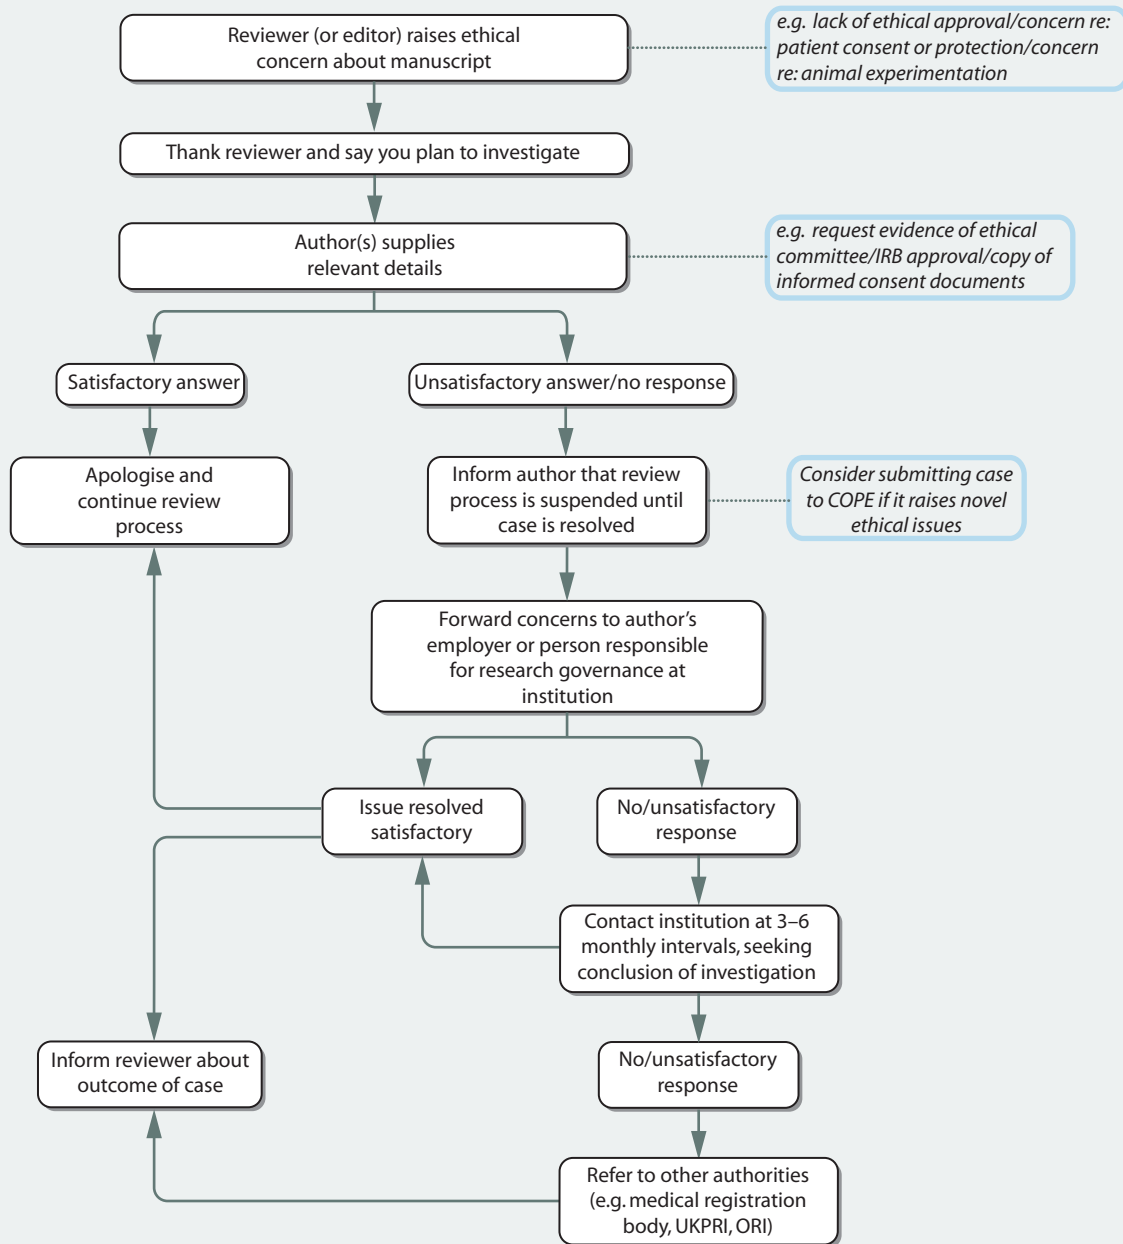 Reviewer (or editor) raises ethical
concern about manuscript
e.g. lack of ethical approval/concern re:
patient consent or protection/concern
re: animal experimentation
Thank reviewer and say you plan to investigate
Author(s) supplies
relevant details
e.g. request evidence of ethical
committee/IRB approval/copy of
informed consent documents
Satisfactory answer
Unsatisfactory answer/no response
Apologise and
continue review
process
Inform author that review
process is suspended until
case is resolved
Consider submitting case
to COPE if it raises novel
ethical issues
Forward concerns to author’s
employer or person responsible
for research governance at
institution
Issue resolved
satisfactory
No/unsatisfactory
response
Contact institution at 3–6
monthly intervals, seeking
conclusion of investigation
Inform reviewer about
outcome of case
No/unsatisfactory
response
Refer to other authorities
(e.g. medical registration
body, UKPRI, ORI)